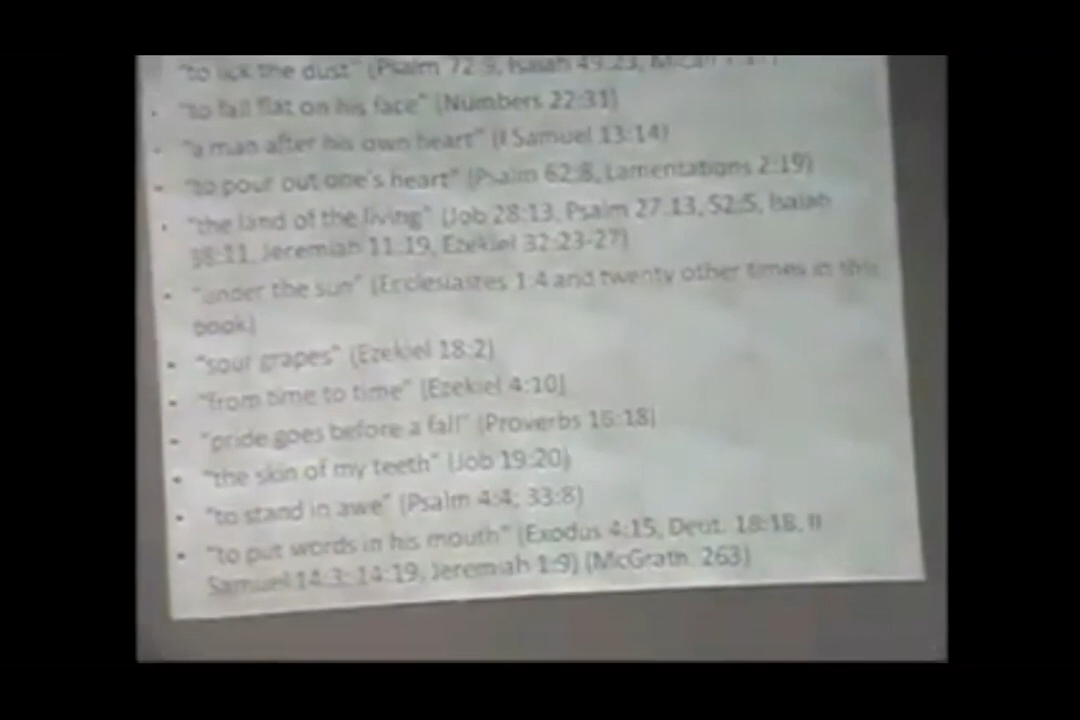 "to lick the dust" (Psalm 72:9, Isaiah 49:23,
• "to fall flat on his face" (Numbers 22:31)
• "a man after his own heart" (I Samuel 13:14)
• "to pour out one's heart" (Psalm 62:8, Lamentations 2:19)
• "the land of the living" (Job 28:13, Psalm 27.13, 52:5, Isaiah
38:11, Jeremiah 11:19, Ezekiel 32:23-27)
• "under the sun" (Ecclesiastes 1:4 and twenty other times in this
book)
• "sour grapes" (Ezekiel 18:2)
• "from time to time" (Ezekiel 4:10)
• "pride goes before a fall" (Proverbs 16:18)
• "the skin of my teeth" (Job 19:20)
• "to stand in awe" (Psalm 4:4; 33:8)
• "to put words in his mouth" (Exodus 4:15, Deut. 18:18, II
Samuel 14:3; 14:19, Jeremiah 1:9) (McGrath. 263)